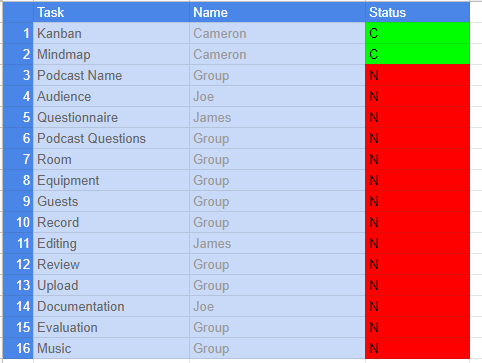 Task Name Status
1 Kanban Cameron C
2 Mindmap Cameron C
3 Podcast Name Group N
4 Audience Joe N
5 Questionnaire James N
6 Podcast Questions Group N
7 Room Group N
8 Equipment Group N
9 Guests Group N
10 Record Group N
11 Editing James N
12 Review Group N
13 Upload Group N
14 Documentation Joe N
15 Evaluation Group N
16 Music Group N